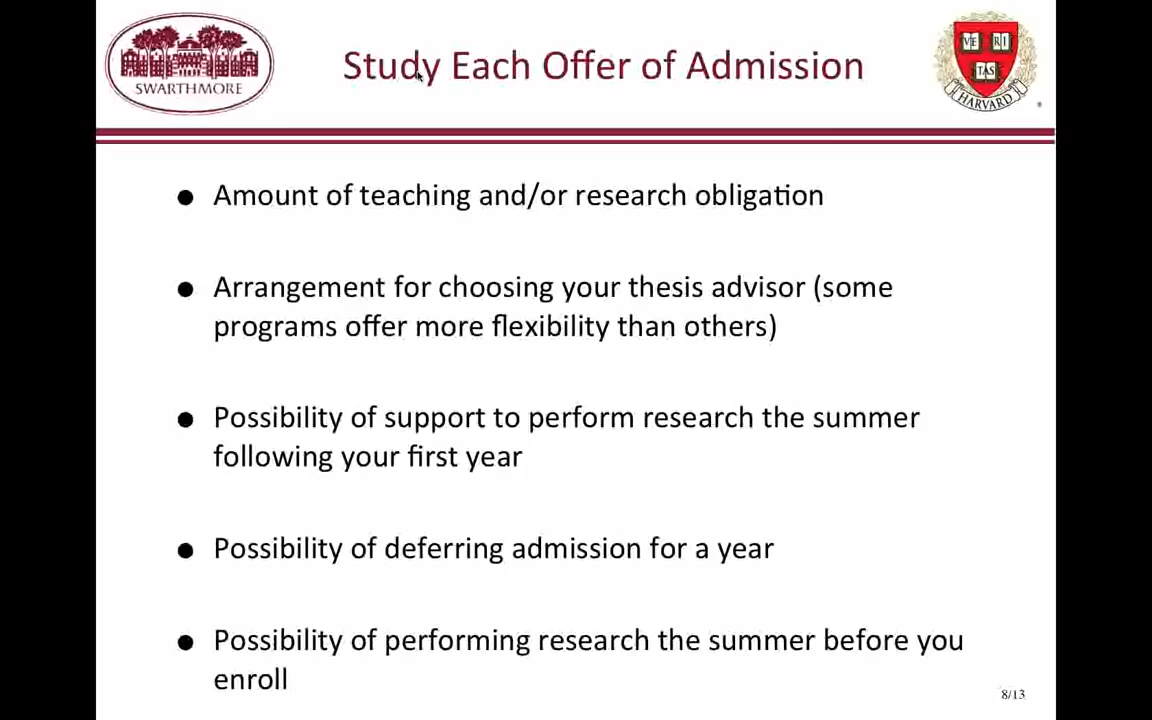 SWARTHMORE
Study Each Offer of Admission
VE RI
TAS
HARVARD
®
● Amount of teaching and/or research obligation
● Arrangement for choosing your thesis advisor (some
programs offer more flexibility than others)
● Possibility of support to perform research the summer
following your first year
● Possibility of deferring admission for a year
● Possibility of performing research the summer before you
enroll
8/13